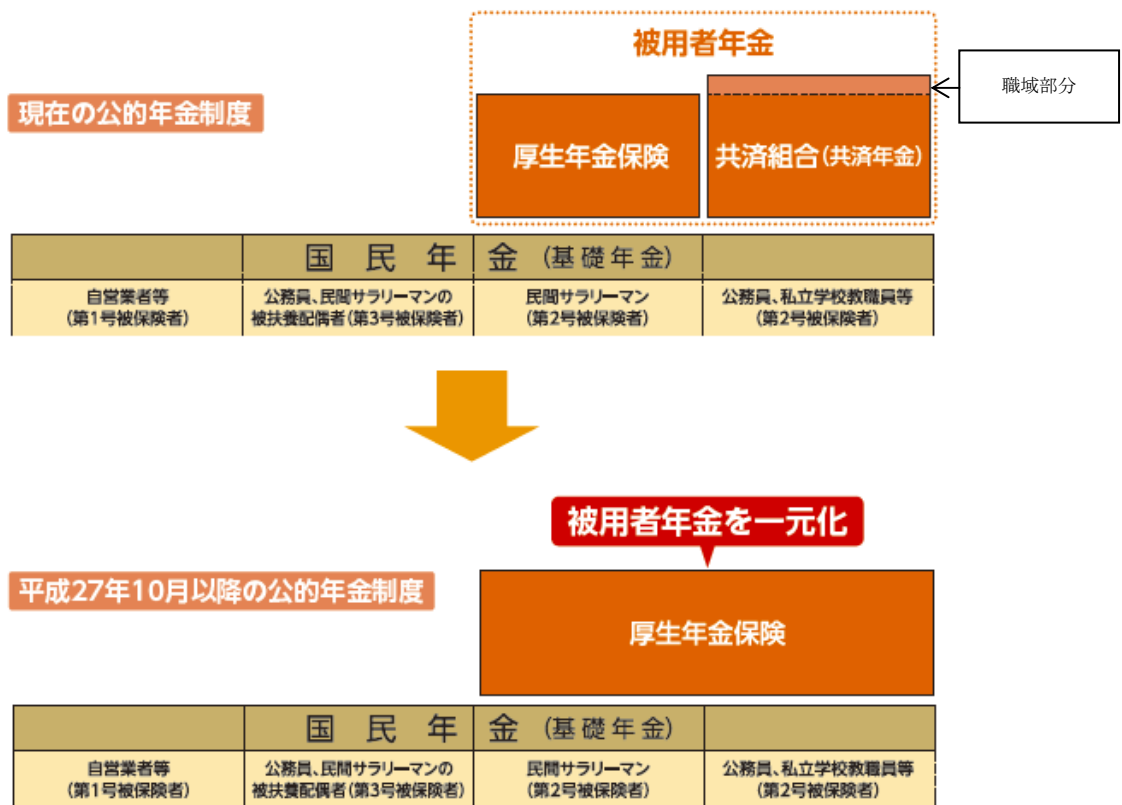 被用者年金
職域部分
現在の公的年金制度
厚生年金保険
共済組合(共済年金)
国民年金(基礎年金)
自営業者等
(第1号被保険者)
公務員、民間サラリーマンの
被扶養配偶者(第3号被保険者)
民間サラリーマン
(第2号被保険者)
公務員、私立学校教職員等
(第2号被保険者)
被用者年金を一元化
平成27年10月以降の公的年金制度
厚生年金保険
国民年金(基礎年金)
自営業者等
(第1号被保険者)
公務員、民間サラリーマンの
被扶養配偶者(第3号被保険者)
民間サラリーマン
(第2号被保険者)
公務員、私立学校教職員等
(第2号被保険者)